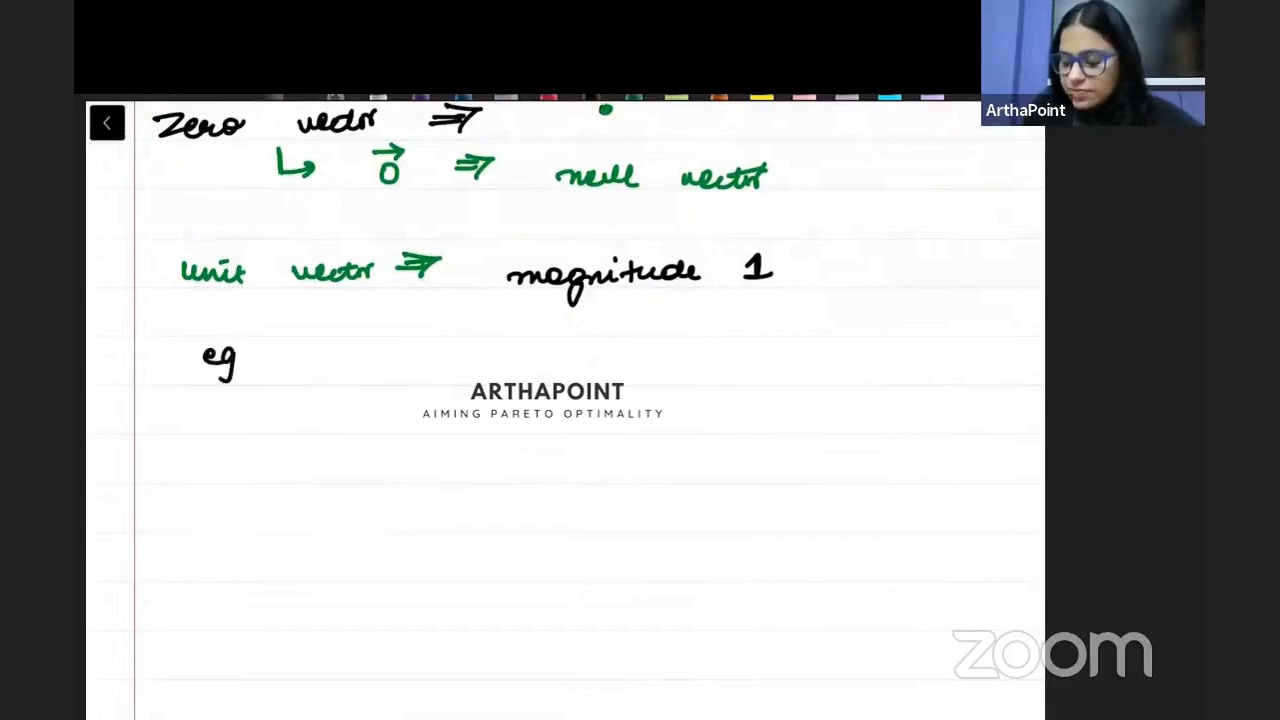 ArthaPoint
Zero vector ⇒ •
↳ 0⃗ ⇒ null vector
unit vector ⇒ magnitude 1
eg
ARTHAPOINT
AIMING PARETO OPTIMALITY
zoom